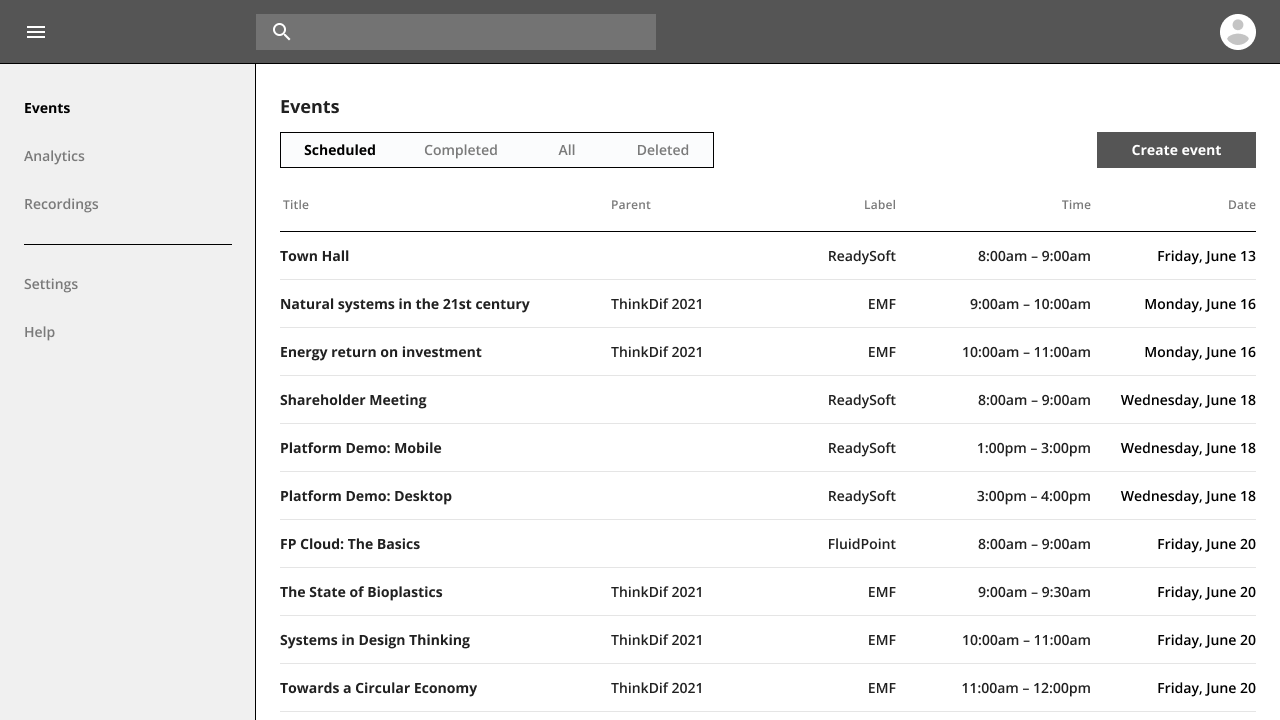 Events
Analytics
Recordings
Settings
Help
Events
Scheduled Completed All Deleted Create event
Title Parent Label Time Date
Town Hall ReadySoft 8:00am – 9:00am Friday, June 13
Natural systems in the 21st century ThinkDif 2021 EMF 9:00am – 10:00am Monday, June 16
Energy return on investment ThinkDif 2021 EMF 10:00am – 11:00am Monday, June 16
Shareholder Meeting ReadySoft 8:00am – 9:00am Wednesday, June 18
Platform Demo: Mobile ReadySoft 1:00pm – 3:00pm Wednesday, June 18
Platform Demo: Desktop ReadySoft 3:00pm – 4:00pm Wednesday, June 18
FP Cloud: The Basics FluidPoint 8:00am – 9:00am Friday, June 20
The State of Bioplastics ThinkDif 2021 EMF 9:00am – 9:30am Friday, June 20
Systems in Design Thinking ThinkDif 2021 EMF 10:00am – 11:00am Friday, June 20
Towards a Circular Economy ThinkDif 2021 EMF 11:00am – 12:00pm Friday, June 20